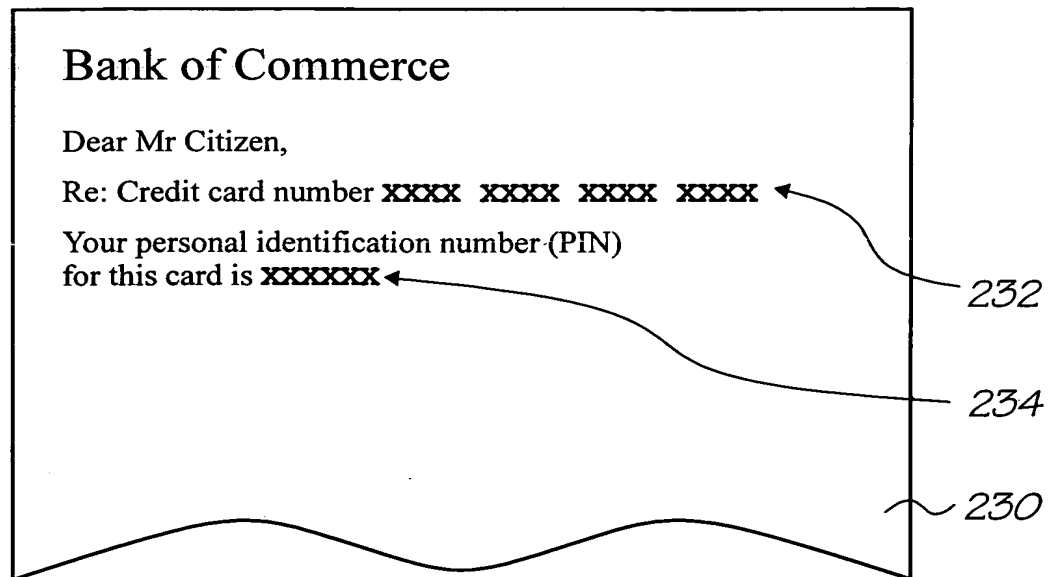 Bank of Commerce
Dear Mr Citizen,
Re: Credit card number XXXX XXXX XXXX XXXX
Your personal identification number (PIN)
for this card is XXXXXX
232
234
230